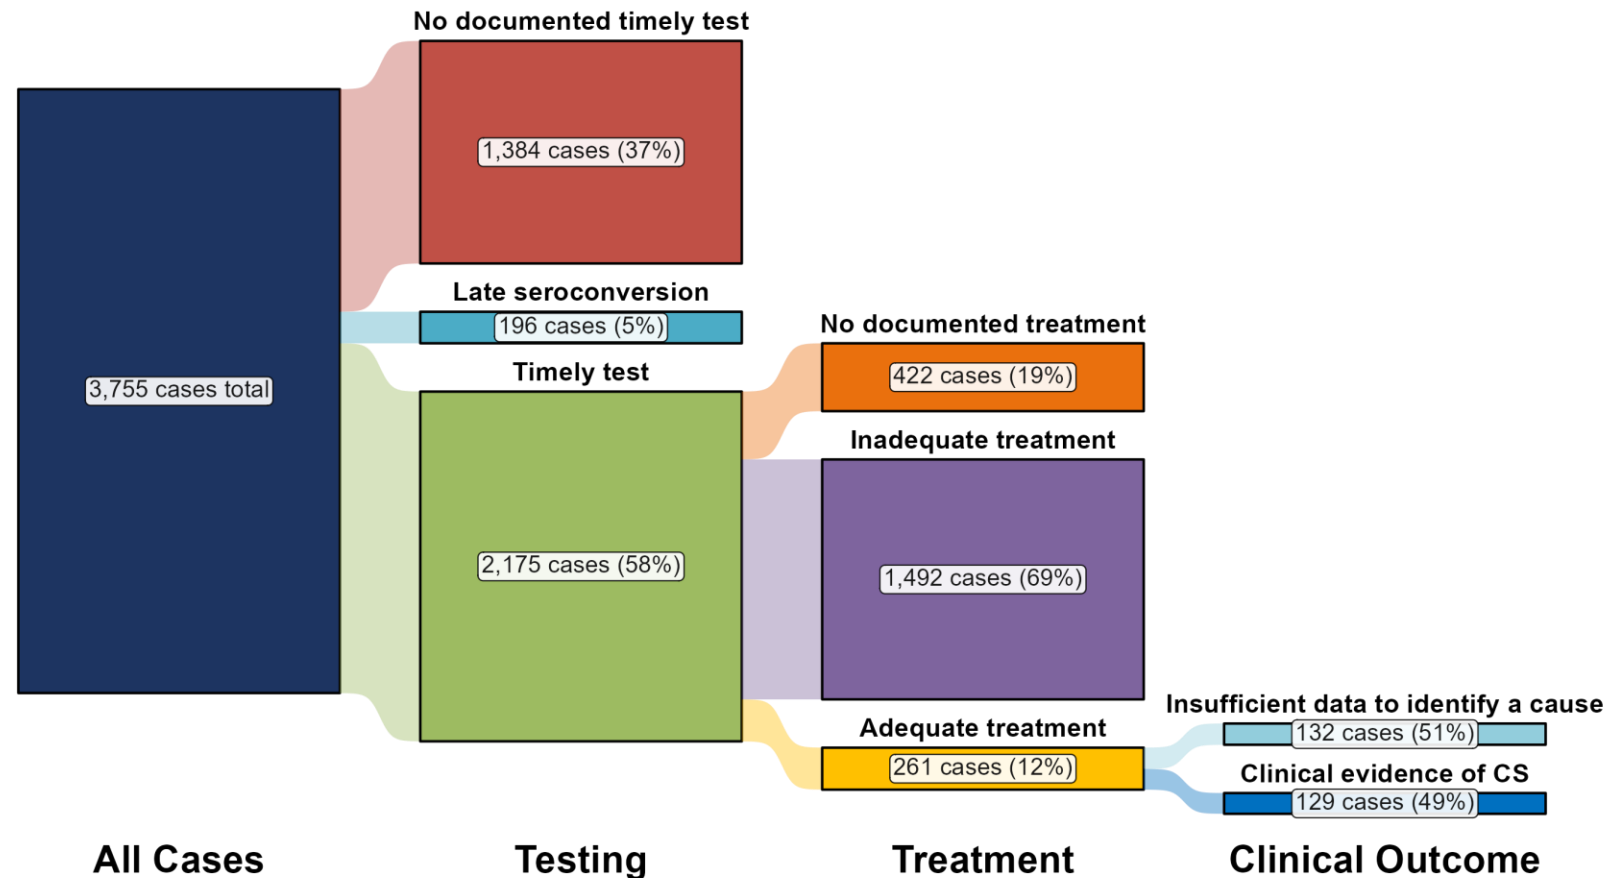 No documented timely test
1,384 cases (37%)
Late seroconversion
196 cases (5%)
No documented treatment
Timely test
422 cases (19%)
3,755 cases total
Inadequate treatment
2,175 cases (58%)
1,492 cases (69%)
Insufficient data to identify a cause
Adequate treatment
132 cases (51%)
261 cases (12%)
Clinical evidence of CS
129 cases (49%)
All Cases
Testing
Treatment
Clinical Outcome